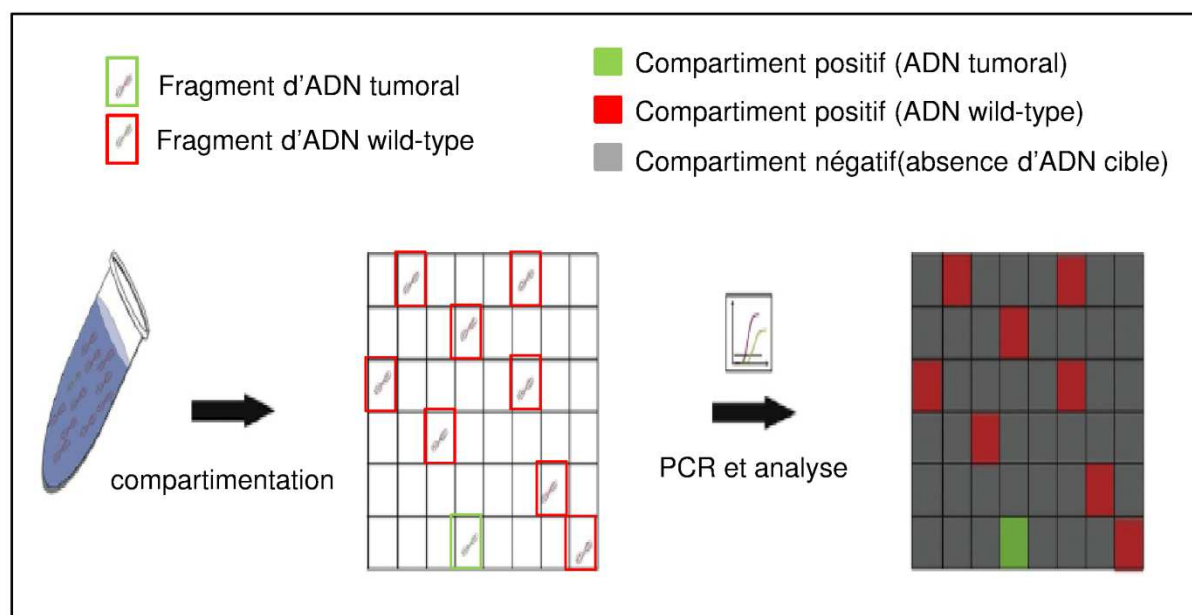 Fragment d'ADN tumoral
Fragment d'ADN wild-type
Compartiment positif (ADN tumoral)
Compartiment positif (ADN wild-type)
Compartiment négatif(absence d'ADN cible)
compartimentation
PCR et analyse